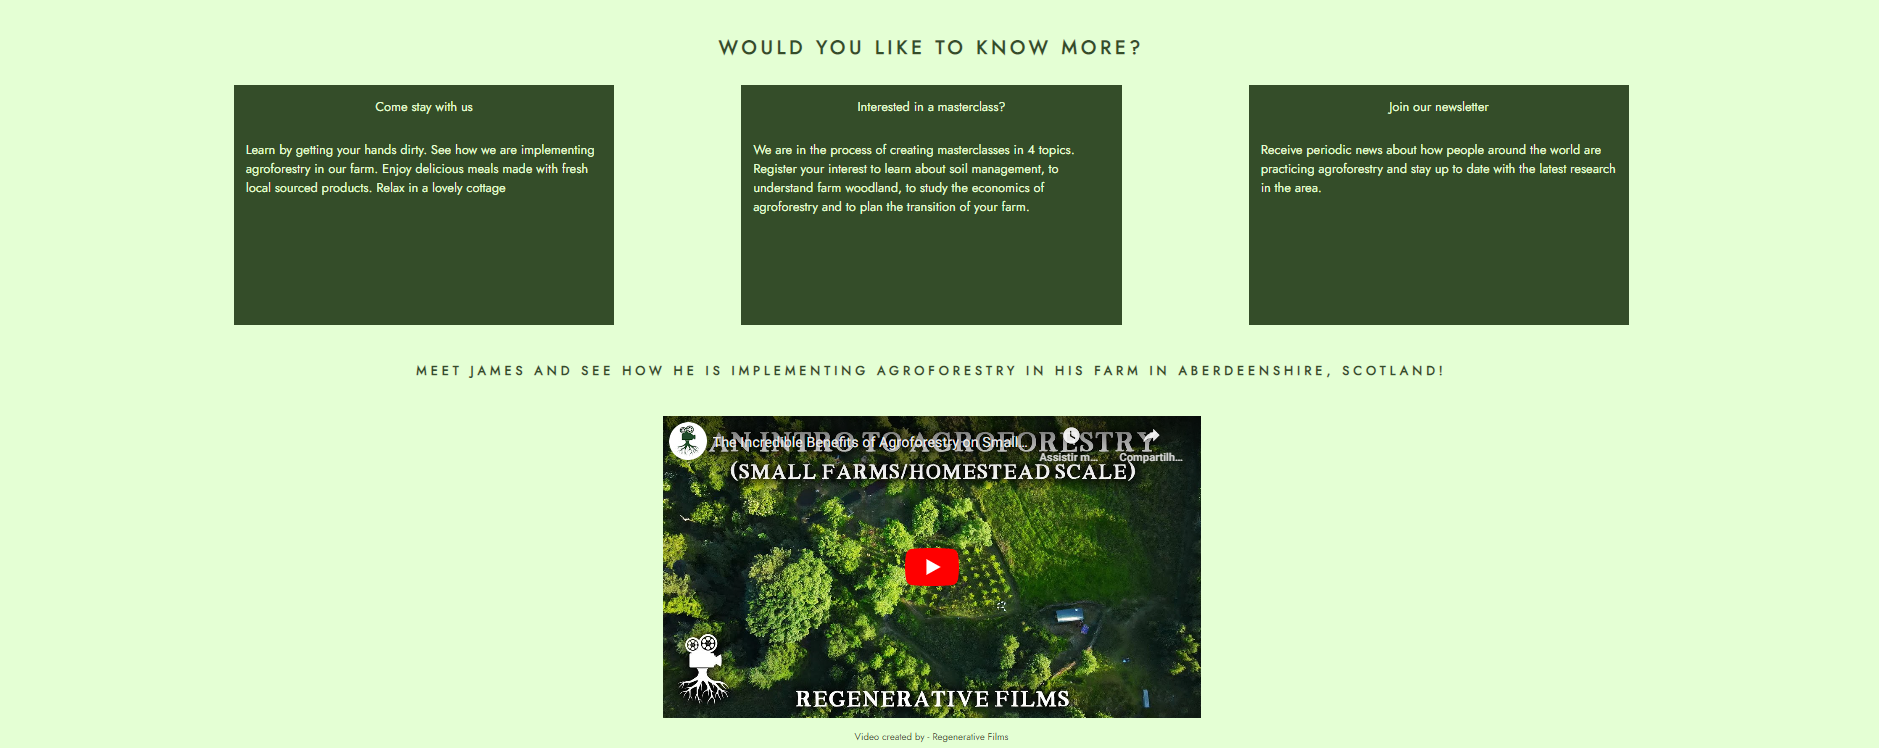 WOULD YOU LIKE TO KNOW MORE?
Come stay with us
Learn by getting your hands dirty. See how we are implementing
agroforestry in our farm. Enjoy delicious meals made with fresh
local sourced products. Relax in a lovely cottage
Interested in a masterclass?
We are in the process of creating masterclasses in 4 topics.
Register your interest to learn about soil management, to
understand farm woodland, to study the economics of
agroforestry and to plan the transition of your farm.
Join our newsletter
Receive periodic news about how people around the world are
practicing agroforestry and stay up to date with the latest research
in the area.
MEET JAMES AND SEE HOW HE IS IMPLEMENTING AGROFORESTRY IN HIS FARM IN ABERDEENSHIRE, SCOTLAND!
AN INTRO TO AGROFORESTRY
The Incredible Benefits of Agroforestry on Small...
Assistir m...
Compartilh...
(SMALL FARMS/HOMESTEAD SCALE)
REGENERATIVE FILMS
Video created by - Regenerative Films